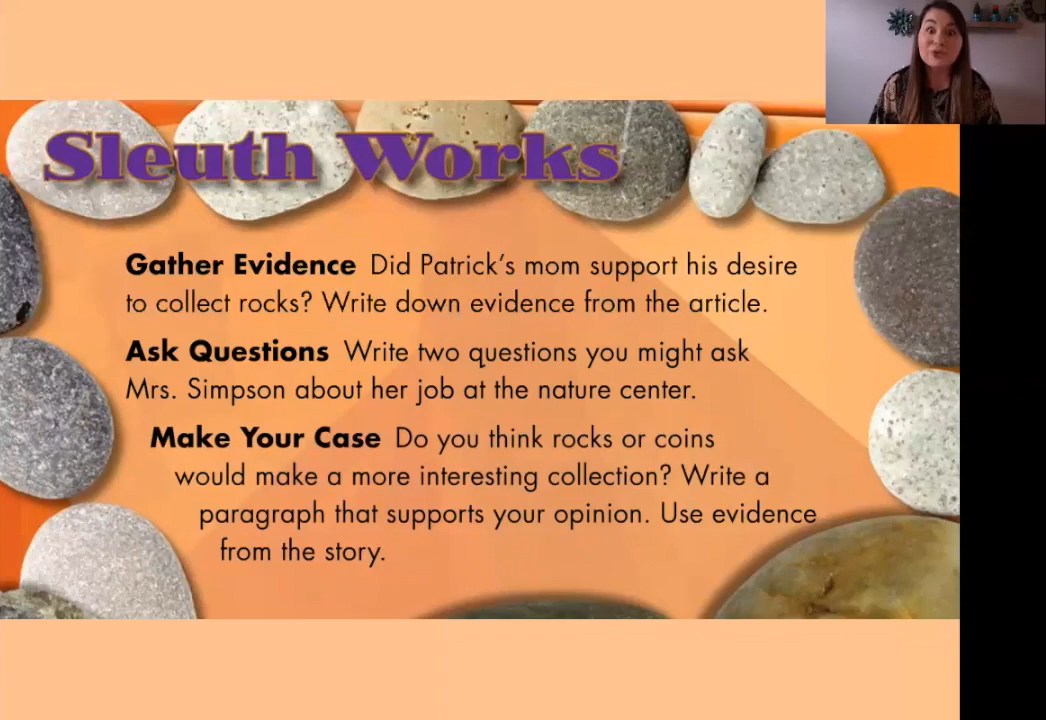 Sleuth Works
Gather Evidence Did Patrick's mom support his desire
to collect rocks? Write down evidence from the article.
Ask Questions Write two questions you might ask
Mrs. Simpson about her job at the nature center.
Make Your Case Do you think rocks or coins
would make a more interesting collection? Write a
paragraph that supports your opinion. Use evidence
from the story.